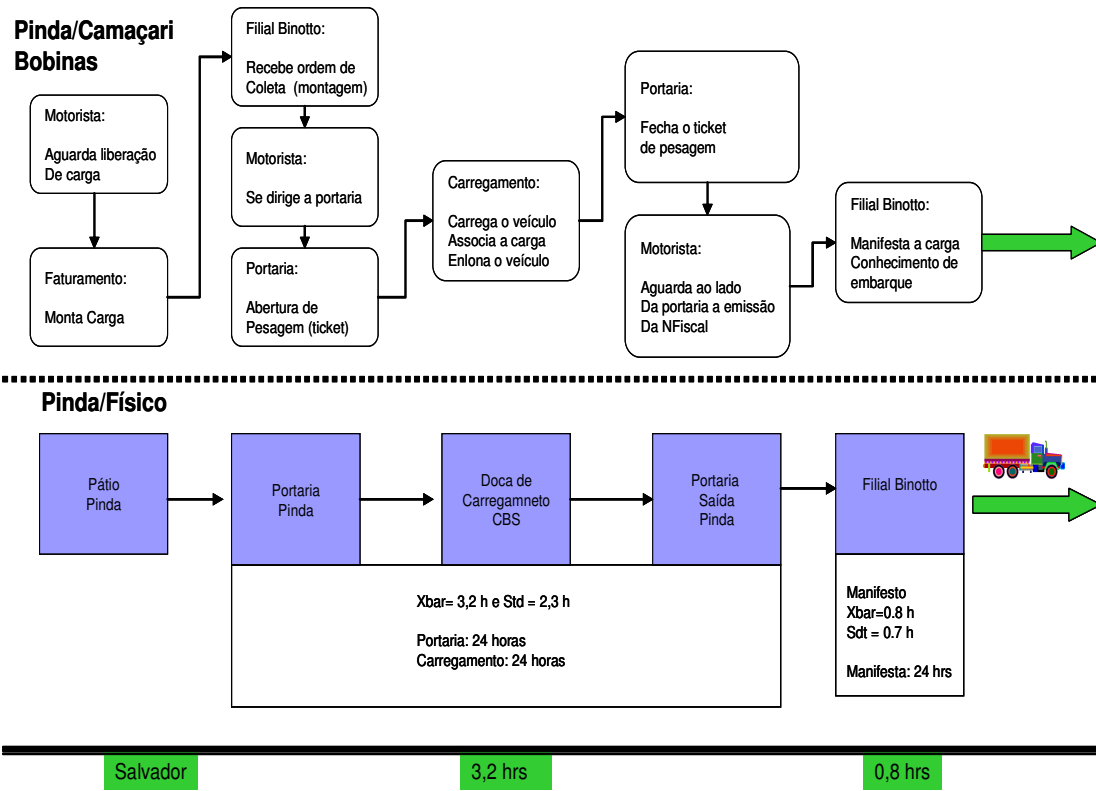 Pinda/Camaçari
Bobinas
Motorista:
Aguarda liberação
De carga
Faturamento:
Monta Carga
Filial Binotto:
Recebe ordem de
Coleta (montagem)
Motorista:
Se dirige a portaria
Portaria:
Abertura de
Pesagem (ticket)
Carregamento:
Carrega o veículo
Associa a carga
Enlona o veículo
Portaria:
Fecha o ticket
de pesagem
Motorista:
Aguarda ao lado
Da portaria a emissão
Da NFiscal
Filial Binotto:
Manifesta a carga
Conhecimento de
embarque
Pinda/Físico
Pátio
Pinda
Portaria
Pinda
Doca de
Carregamneto
CBS
Portaria
Saída
Pinda
Filial Binotto
Xbar= 3,2 h e Std = 2,3 h
Portaria: 24 horas
Carregamento: 24 horas
Manifesto
Xbar=0.8 h
Sdt = 0.7 h
Manifesta: 24 hrs
Salvador
3,2 hrs
0,8 hrs